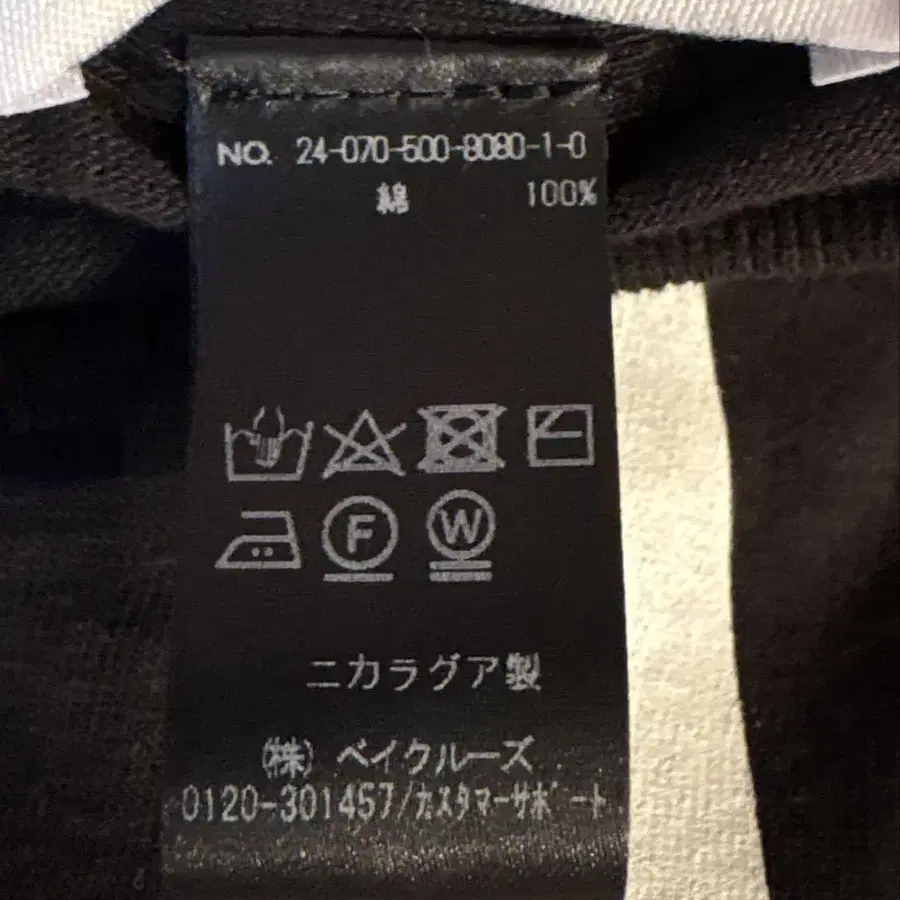 NO. 24-070-500-8080-1-0
綿 100%
F W
ニカラグア製
(株) ベイクルーズ
0120-301457/カスタマーサポート